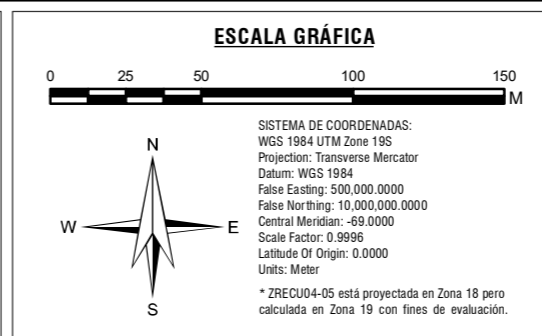 ESCALA GRÁFICA
0 25 50 100 150
M
SISTEMA DE COORDENADAS:
WGS 1984 UTM Zone 19S
Projection: Transverse Mercator
Datum: WGS 1984
False Easting: 500,000.0000
False Northing: 10,000,000.0000
Central Meridian: -69.0000
Scale Factor: 0.9996
Latitude Of Origin: 0.0000
Units: Meter
N
W E
S
* ZRECU04-05 está proyectada en Zona 18 pero
calculada en Zona 19 con fines de evaluación.